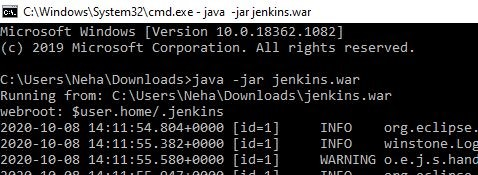 C:\Windows\System32\cmd.exe - java -jar jenkins.war
Microsoft Windows [Version 10.0.18362.1082]
(c) 2019 Microsoft Corporation. All rights reserved.
C:\Users\Neha\Downloads>java -jar jenkins.war
Running from: C:\Users\Neha\Downloads\jenkins.war
webroot: $user.home/.jenkins
2020-10-08 14:11:54.804+0000 [id=1] INFO org.eclipse.
2020-10-08 14:11:55.382+0000 [id=1] INFO winstone.Log
2020-10-08 14:11:55.580+0000 [id=1] WARNING o.e.j.s.hand